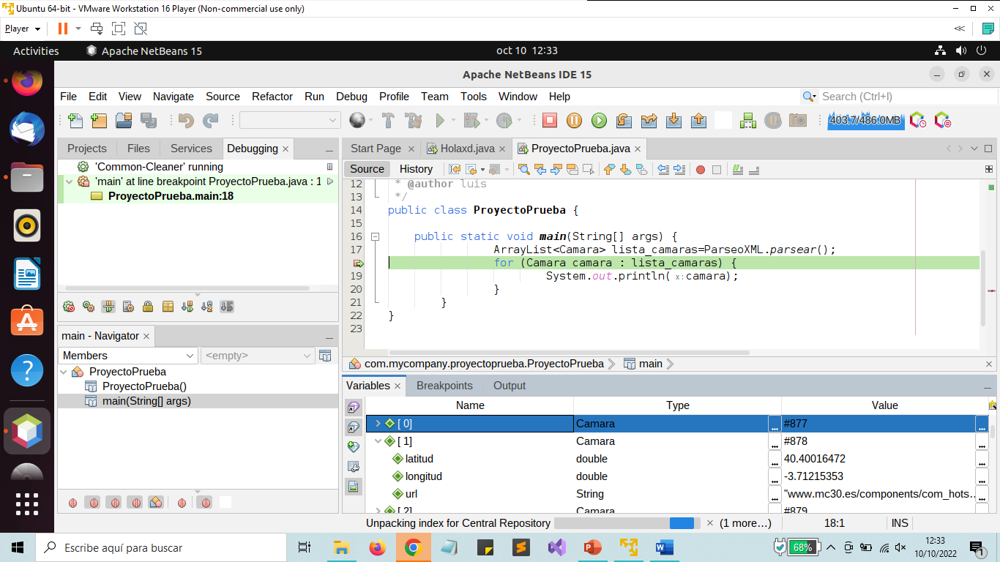 Ubuntu 64-bit - VMware Workstation 16 Player (Non-commercial use only)
Player
Activities Apache NetBeans 15 oct 10 12:33
Apache NetBeans IDE 15
File Edit View Navigate Source Refactor Run Debug Profile Team Tools Window Help Search (Ctrl+I)
403.7/486.0MB
Projects Files Services Debugging
'Common-Cleaner' running
'main' at line breakpoint ProyectoPrueba.java : 1
ProyectoPrueba.main:18
Start Page Holaxd.java ProyectoPrueba.java
Source History
12 * @author luis
13 */
14 public class ProyectoPrueba {
15
16 public static void main(String[] args) {
17 ArrayList<Camara> lista_camaras=ParseoXML.parsear();
for (Camara camara : lista_camaras) {
19 System.out.println( x:camara);
20 }
21 }
22 }
23
com.mycompany.proyectoprueba.ProyectoPrueba main
main - Navigator
Members <empty>
ProyectoPrueba
ProyectoPrueba()
main(String[] args)
Variables Breakpoints Output
Name Type Value
[ 0] Camara ... #877 ...
[ 1] Camara ... #878 ...
latitud double ... 40.40016472 ...
longitud double ... -3.71215353 ...
url String ... "www.mc30.es/components/com_hots... ...
[ 2] Camara ... #879 ...
Unpacking index for Central Repository (1 more…) 18:1 INS
Escribe aquí para buscar
68%
12:33
10/10/2022
1